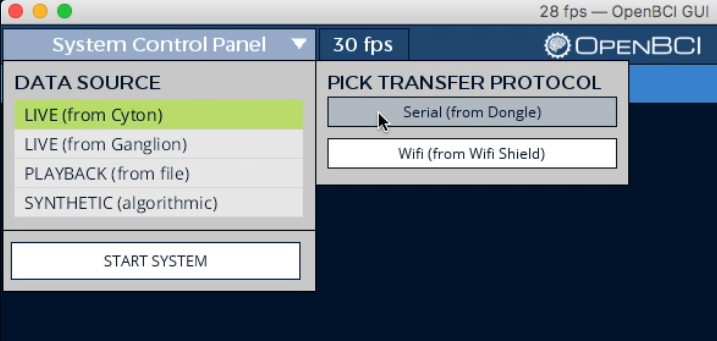 28 fps — OpenBCI GUI
System Control Panel
30 fps
OPENBCI
DATA SOURCE
LIVE (from Cyton)
LIVE (from Ganglion)
PLAYBACK (from file)
SYNTHETIC (algorithmic)
START SYSTEM
PICK TRANSFER PROTOCOL
Serial (from Dongle)
Wifi (from Wifi Shield)